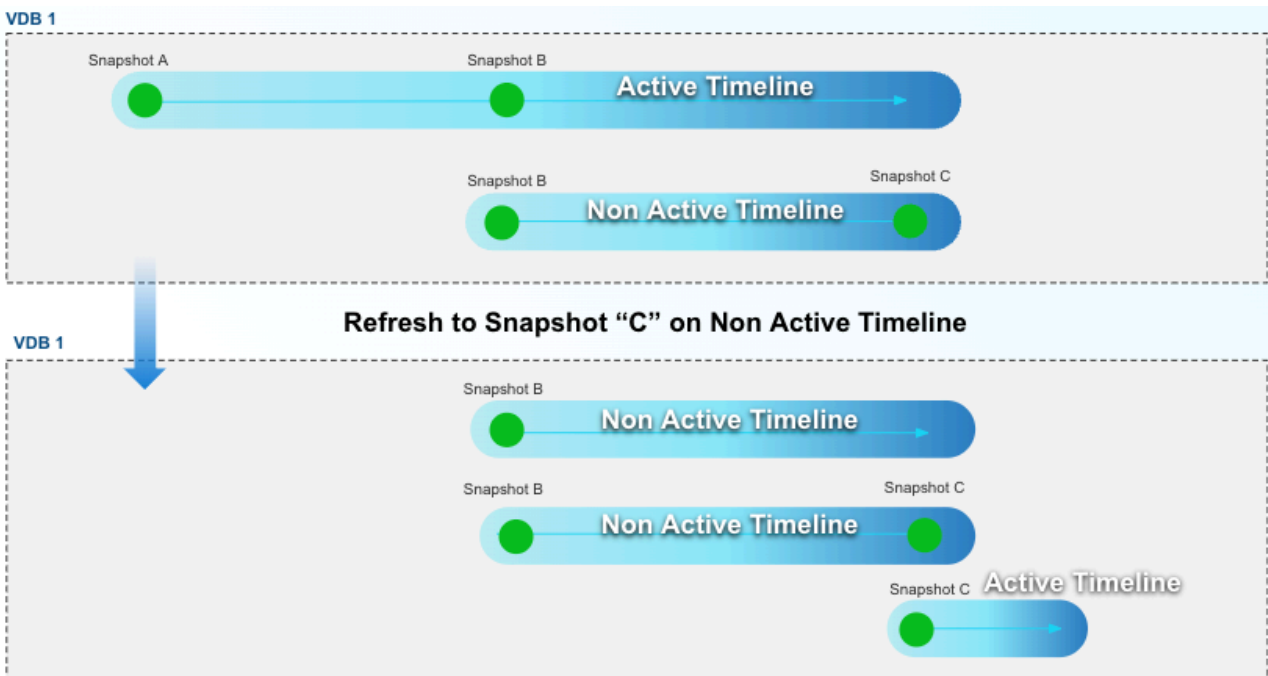 VDB 1
Snapshot A
Snapshot B
Active Timeline
Snapshot B
Snapshot C
Non Active Timeline
Refresh to Snapshot “C” on Non Active Timeline
VDB 1
Snapshot B
Non Active Timeline
Snapshot B
Snapshot C
Non Active Timeline
Snapshot C
Active Timeline